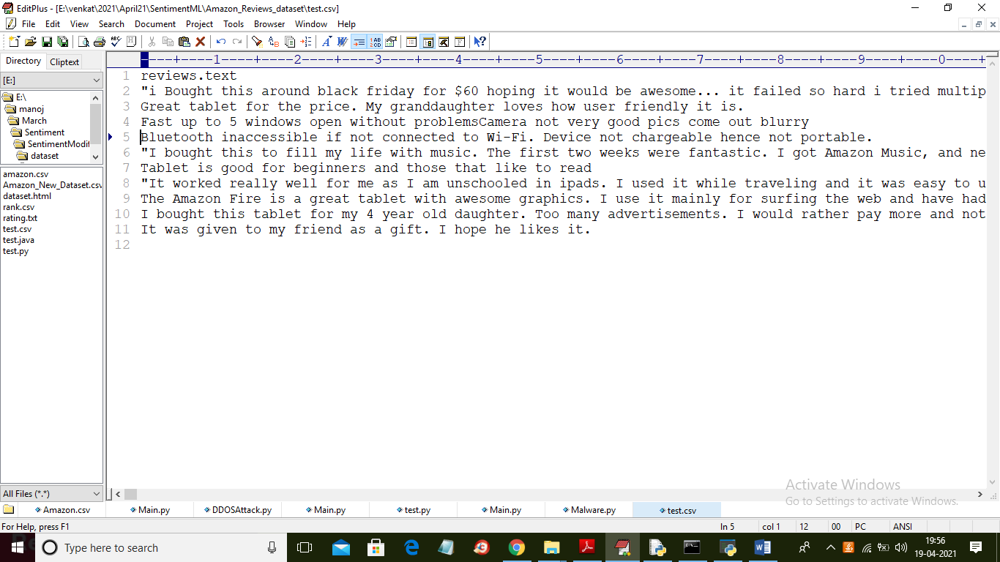 EditPlus - [E:\venkat\2021\April21\SentimentML\Amazon_Reviews_dataset\test.csv]
File Edit View Search Document Project Tools Browser Window Help
Directory Cliptext
[E:]
E:\
manoj
March
Sentiment
SentimentModif
dataset
amazon.csv
Amazon_New_Dataset.csv
dataset.html
rank.csv
rating.txt
test.csv
test.java
test.py
All Files (*.*)
----+----1----+----2----+----3----+----4----+----5----+----6----+----7----+----8----+----9----+----0----+
1 reviews.text
2 "i Bought this around black friday for $60 hoping it would be awesome... it failed so hard i tried multip
3 Great tablet for the price. My granddaughter loves how user friendly it is.
4 Fast up to 5 windows open without problemsCamera not very good pics come out blurry
5 Bluetooth inaccessible if not connected to Wi-Fi. Device not chargeable hence not portable.
6 "I bought this to fill my life with music. The first two weeks were fantastic. I got Amazon Music, and ne
7 Tablet is good for beginners and those that like to read
8 "It worked really well for me as I am unschooled in ipads. I used it while traveling and it was easy to u
9 The Amazon Fire is a great tablet with awesome graphics. I use it mainly for surfing the web and have had
10 I bought this tablet for my 4 year old daughter. Too many advertisements. I would rather pay more and not
11 It was given to my friend as a gift. I hope he likes it.
12
Activate Windows
Go to Settings to activate Windows.
Amazon.csv Main.py DDOSAttack.py Main.py test.py Main.py Malware.py test.csv
For Help, press F1 ln 5 col 1 12 00 PC ANSI
Type here to search
19:56
19-04-2021